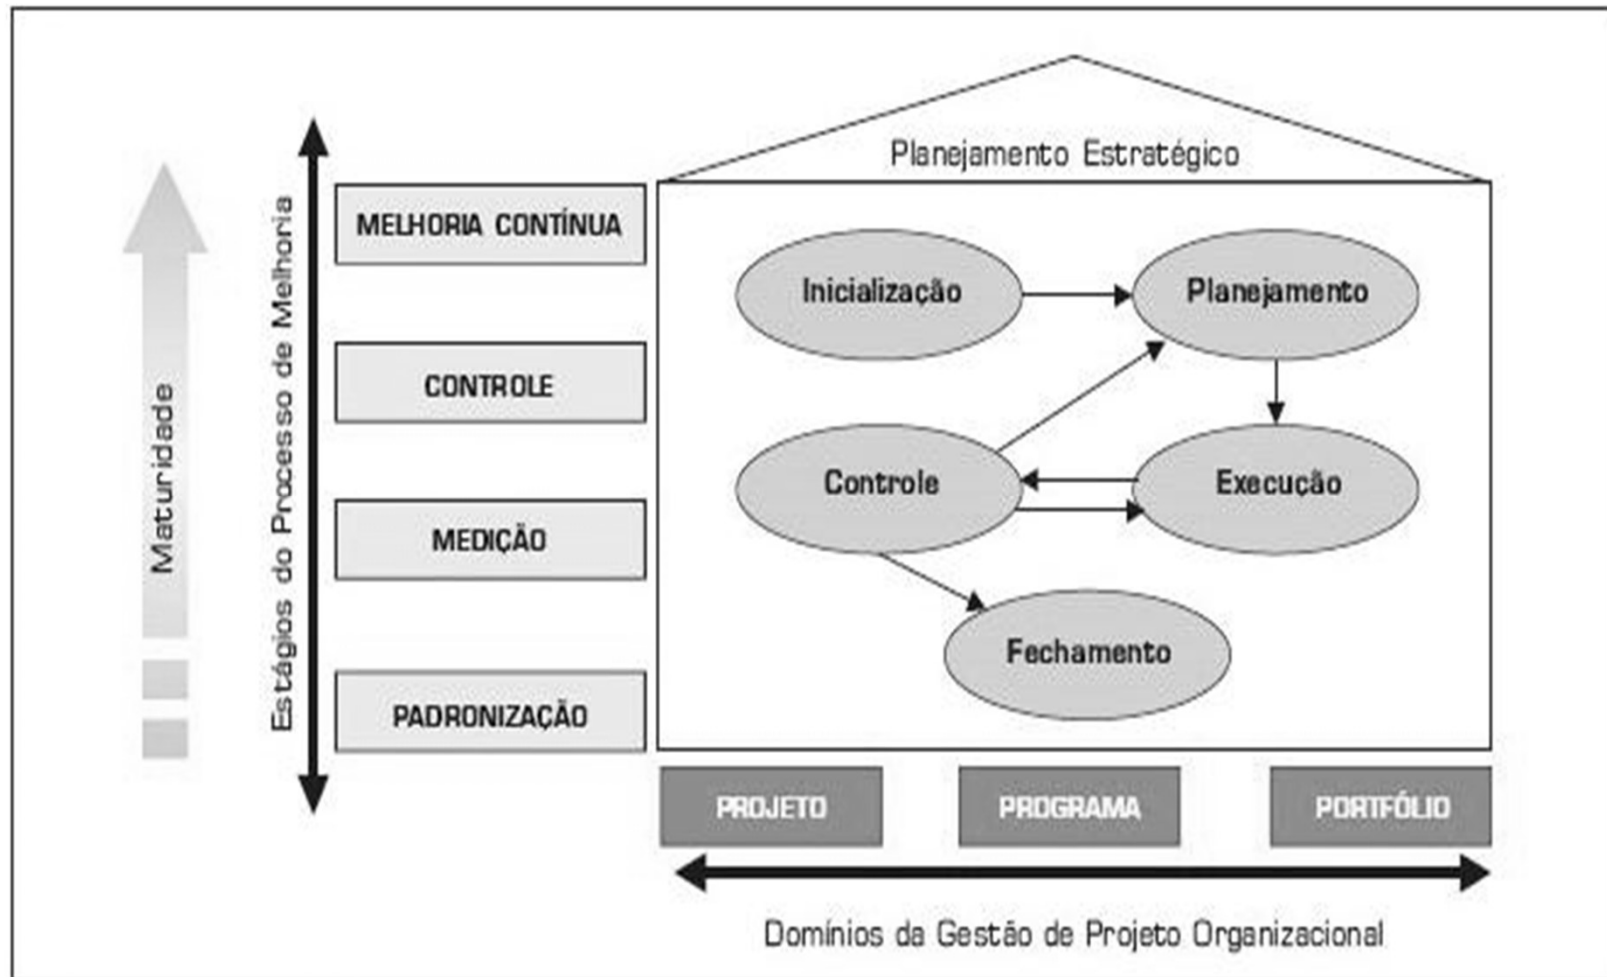 Planejamento Estratégico
Maturidade
Estágios do Processo de Melhoria
MELHORIA CONTÍNUA
CONTROLE
MEDIÇÃO
PADRONIZAÇÃO
Inicialização
Planejamento
Controle
Execução
Fechamento
PROJETO
PROGRAMA
PORTFÓLIO
Domínios da Gestão de Projeto Organizacional